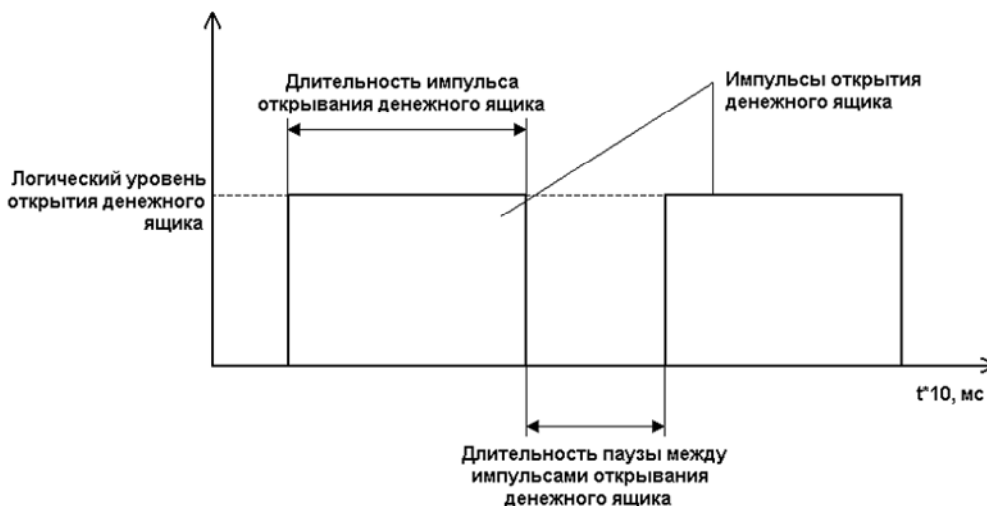 Длительность импульса
открывания денежного ящика
Импульсы открытия
денежного ящика
Логический уровень
открытия денежного
ящика
t*10, мс
Длительность паузы между
импульсами открывания
денежного ящика